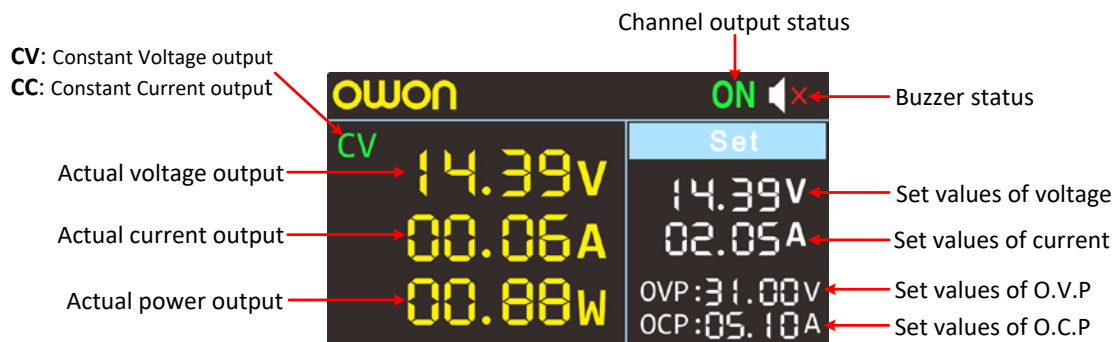 Channel output status
CV: Constant Voltage output
CC: Constant Current output
owon
ON
Buzzer status
CV
Set
Actual voltage output
14.39V
14.39V
Set values of voltage
Actual current output
00.06A
02.05A
Set values of current
Actual power output
00.88W
OVP:31.00V
Set values of O.V.P
OCP:05.10A
Set values of O.C.P